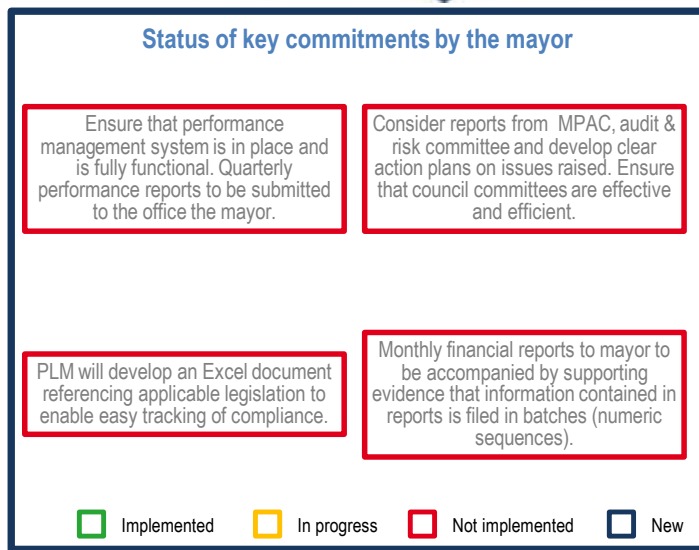 Status of key commitments by the mayor
Ensure that performance
management system is in place and
is fully functional. Quarterly
performance reports to be submitted
to the office the mayor.
Consider reports from MPAC, audit &
risk committee and develop clear
action plans on issues raised. Ensure
that council committees are effective
and efficient.
PLM will develop an Excel document
referencing applicable legislation to
enable easy tracking of compliance.
Monthly financial reports to mayor to
be accompanied by supporting
evidence that information contained in
reports is filed in batches (numeric
sequences).
Implemented
In progress
Not implemented
New